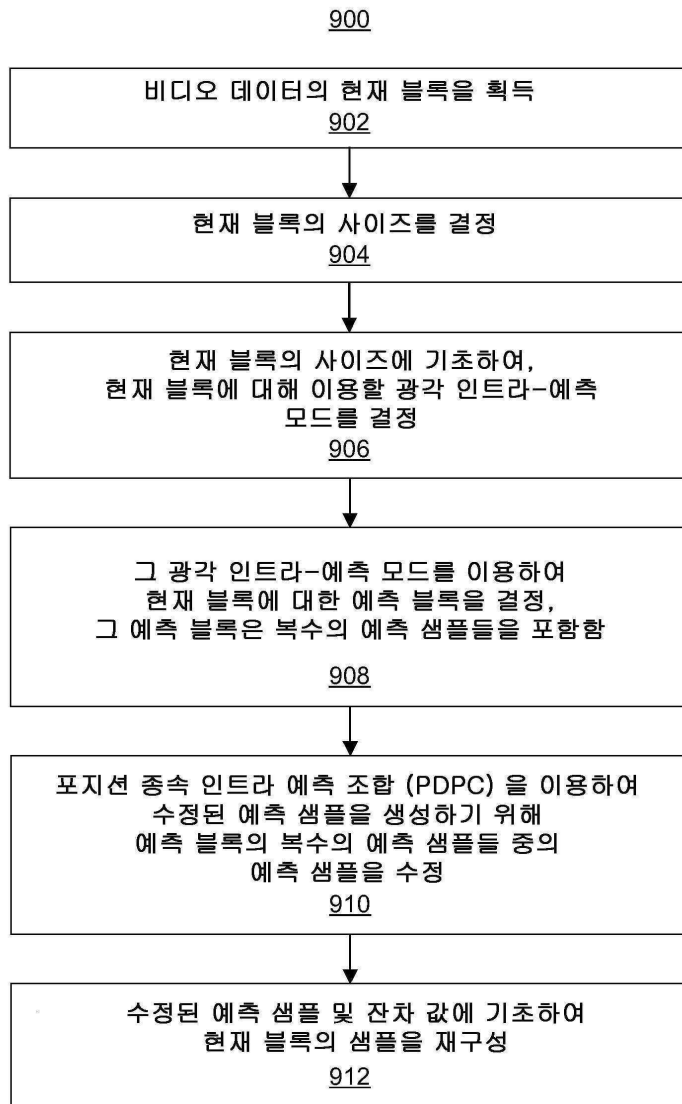 900
비디오 데이터의 현재 블록을 획득
902
현재 블록의 사이즈를 결정
904
현재 블록의 사이즈에 기초하여,
현재 블록에 대해 이용할 광각 인트라-예측
모드를 결정
906
그 광각 인트라-예측 모드를 이용하여
현재 블록에 대한 예측 블록을 결정,
그 예측 블록은 복수의 예측 샘플들을 포함함
908
포지션 종속 인트라 예측 조합 (PDPC) 을 이용하여
수정된 예측 샘플을 생성하기 위해
예측 블록의 복수의 예측 샘플들 중의
예측 샘플을 수정
910
수정된 예측 샘플 및 잔차 값에 기초하여
현재 블록의 샘플을 재구성
912